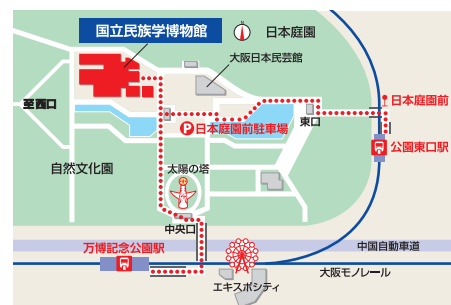 国立民族学博物館
日本庭園
大阪日本民芸館
至西口
日本庭園前
東口
P日本庭園前駐車場
公園東口駅
自然文化園
太陽の塔
中央口
万博記念公園駅
中国自動車道
大阪モノレール
エキスポシティ